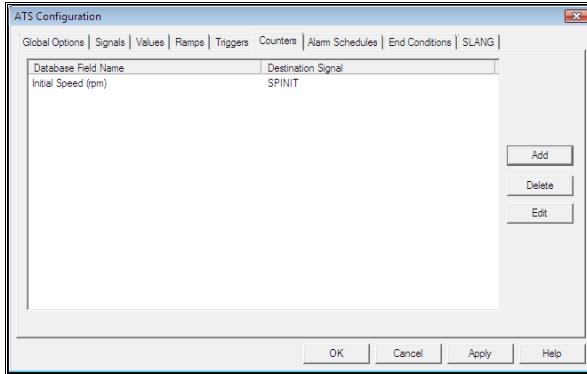 ATS Configuration
Global Options Signals Values Ramps Triggers Counters Alarm Schedules End Conditions SLANG
Database Field Name Destination Signal
Initial Speed (rpm) SPINIT
Add
Delete
Edit
OK Cancel Apply Help